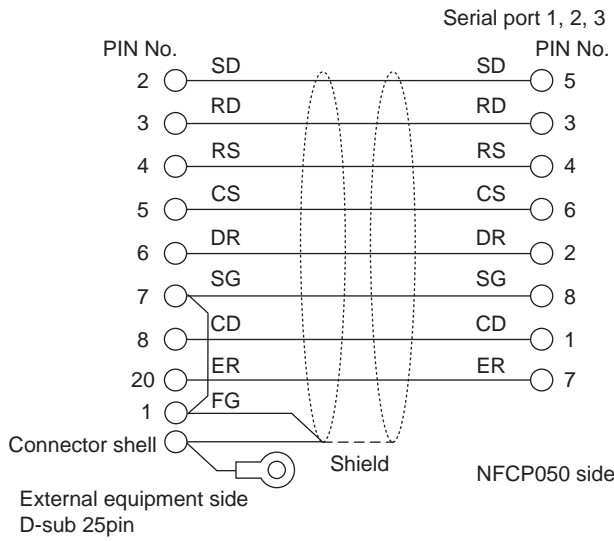 Serial port 1, 2, 3
PIN No. PIN No.
2 SD SD 5
3 RD RD 3
4 RS RS 4
5 CS CS 6
6 DR DR 2
7 SG SG 8
8 CD CD 1
20 ER ER 7
1 FG
Connector shell
Shield
NFCP050 side
External equipment side
D-sub 25pin